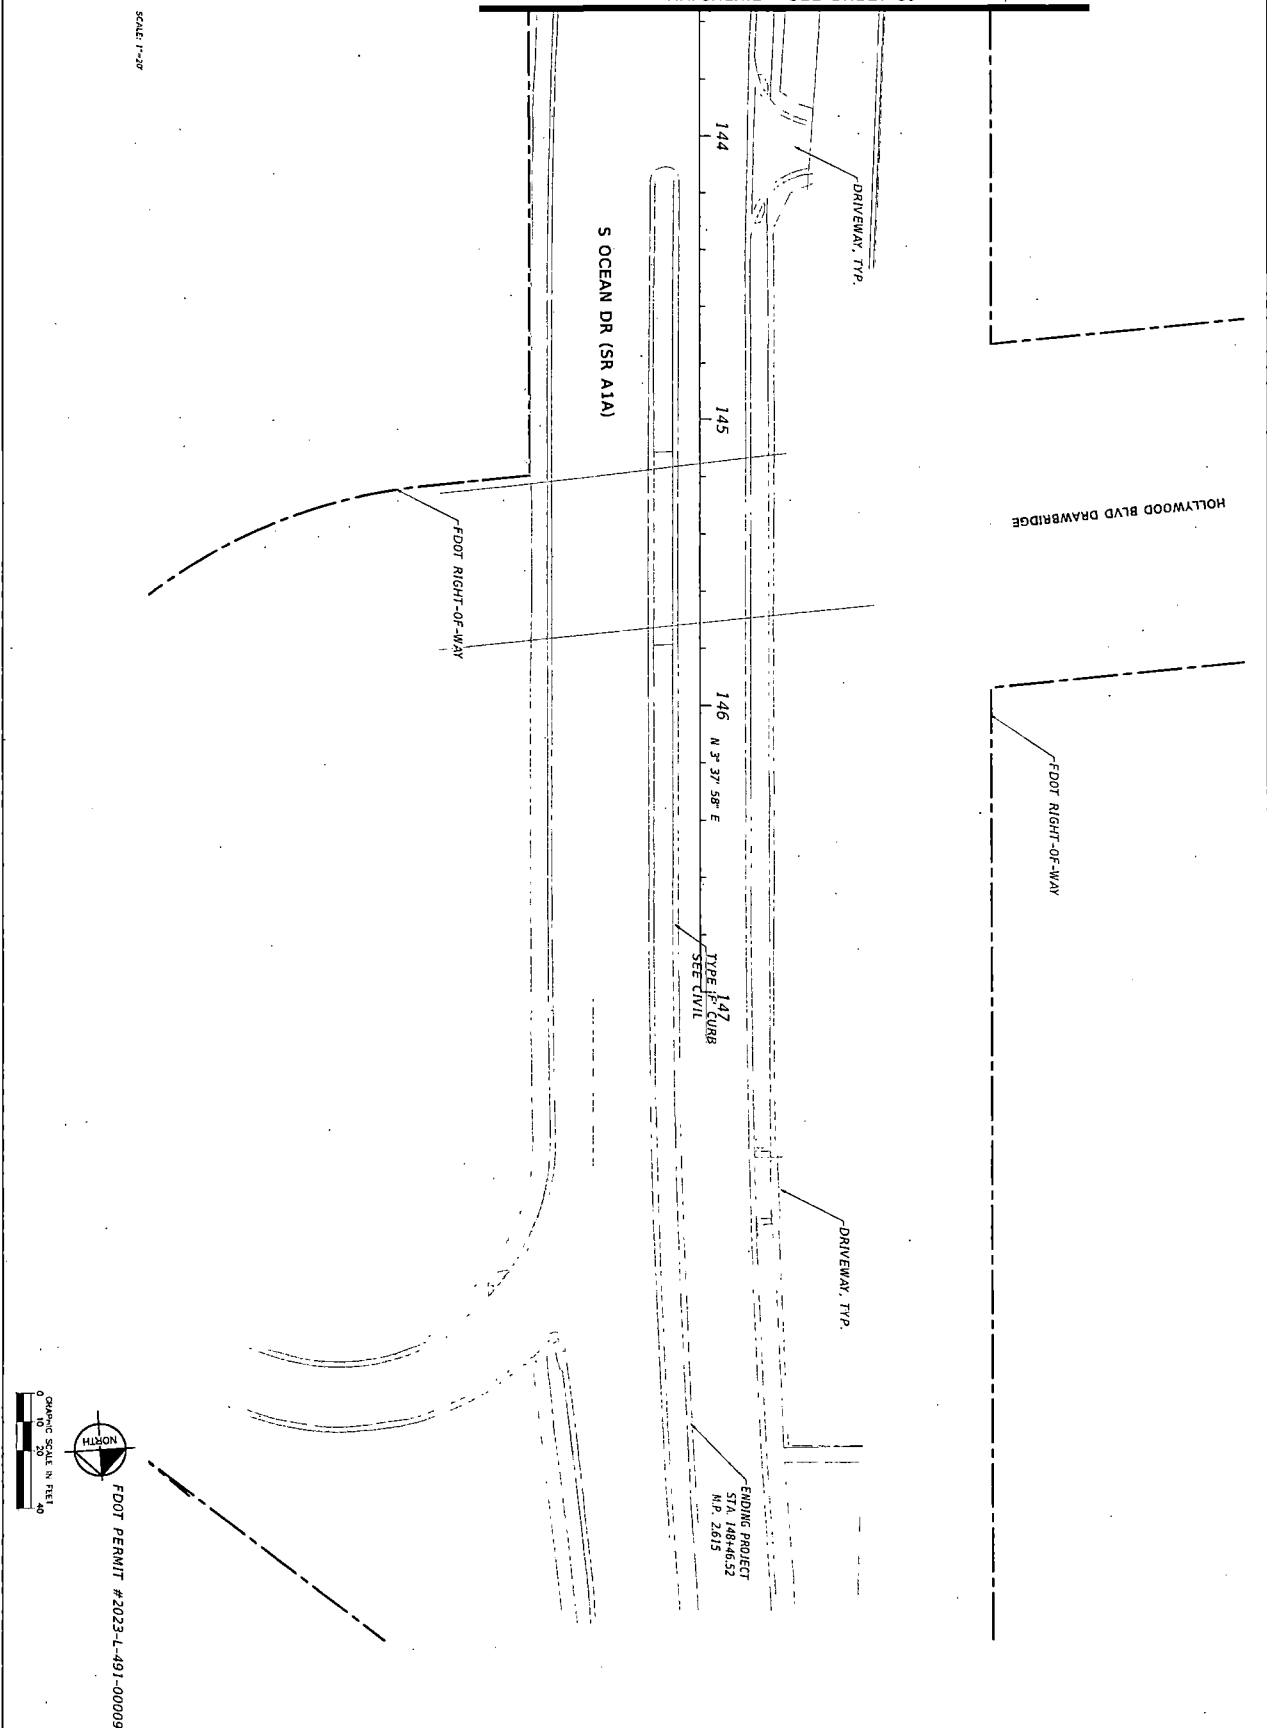 SCALE: 1"=20'
144
DRIVEWAY, TYP.
S OCEAN DR (SR A1A)
145
HOLLYWOOD BLVD DRAWBRIDGE
FDOT RIGHT-OF-WAY
146
N 3° 37' 58" E
FDOT RIGHT-OF-WAY
147
TYPE 'F' CURB
SEE CIVIL
DRIVEWAY, TYP.
ENDING PROJECT
STA. 148+46.52
M.P. 2.615
GRAPHIC SCALE IN FEET
0 10 20 40
NORTH
FDOT PERMIT #2023-L-491-00009